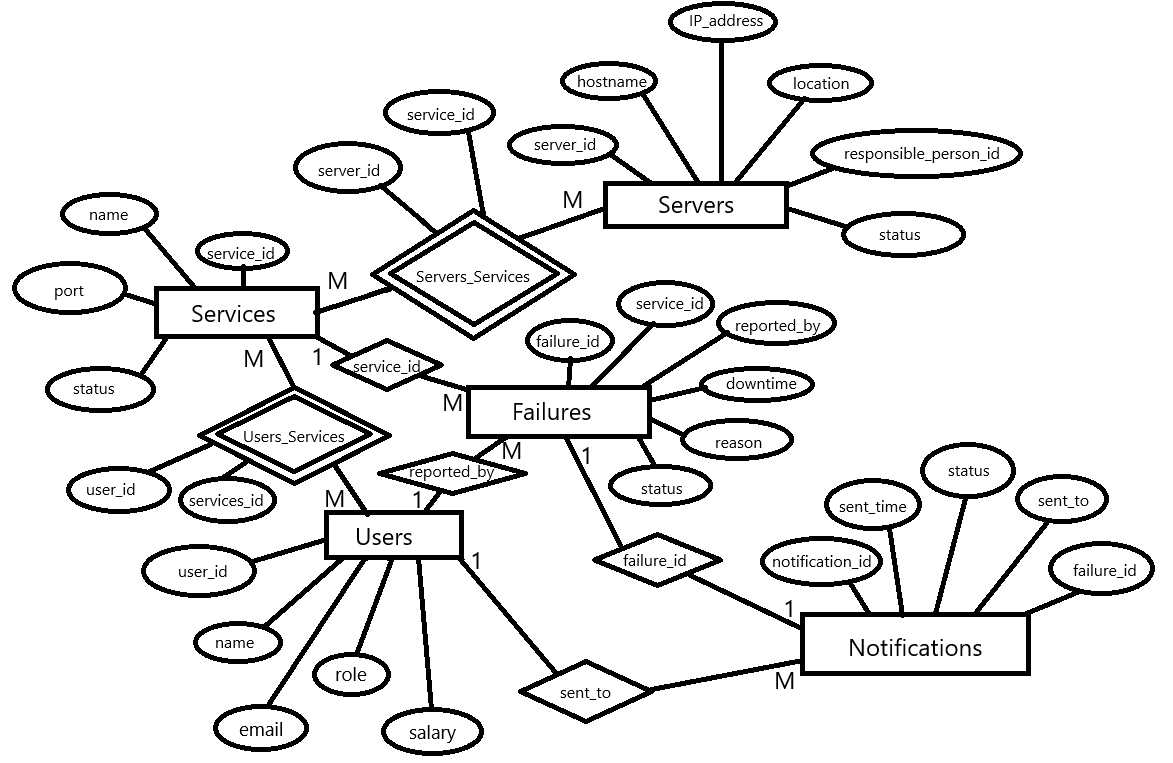 IP_address
hostname
location
service_id
server_id
responsible_person_id
server_id
M
Servers
name
status
service_id
Servers_Services
port
M
Services
service_id
reported_by
failure_id
M
1
service_id
status
downtime
M
Failures
Users_Services
reason
M
1
reported_by
status
user_id
services_id
status
sent_time
sent_to
M
1
Users
1
failure_id
notification_id
failure_id
user_id
1
name
Notifications
role
M
sent_to
email
salary